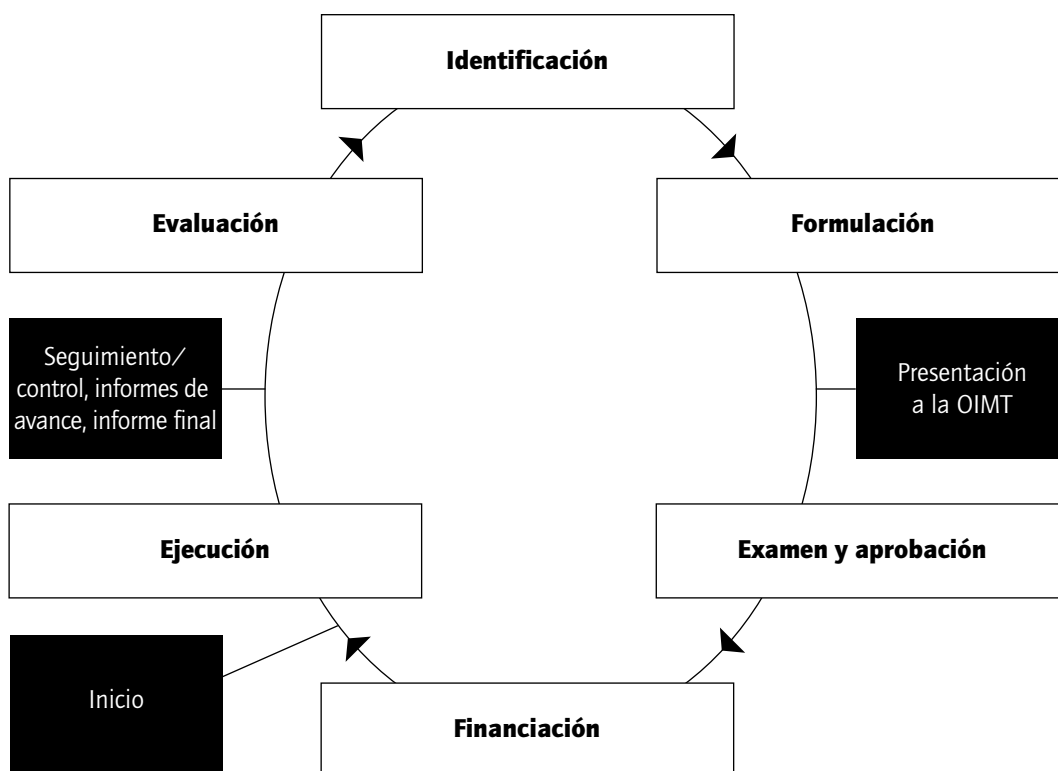 Identificación
Evaluación
Formulación
Seguimiento/
control, informes de
avance, informe final
Presentación
a la OIMT
Ejecución
Examen y aprobación
Inicio
Financiación